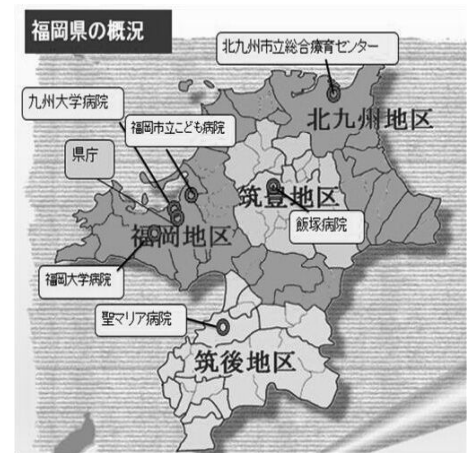 福岡県の概況
北九州市立総合療育センター
九州大学病院
福岡市立こども病院
北九州地区
県庁
筑豊地区
福岡地区
飯塚病院
福岡大学病院
聖マリア病院
筑後地区